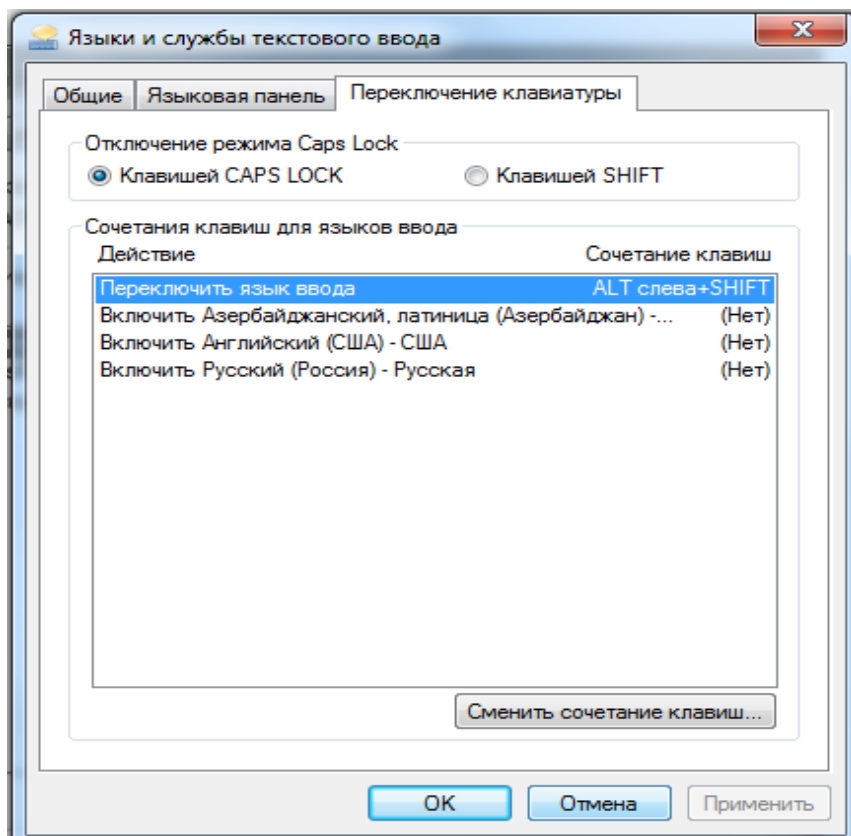 Языки и службы текстового ввода
Общие Языковая панель Переключение клавиатуры
Отключение режима Caps Lock
Клавишей CAPS LOCK Клавишей SHIFT
Сочетания клавиш для языков ввода
Действие Сочетание клавиш
Переключить язык ввода ALT слева+SHIFT
Включить Азербайджанский, латиница (Азербайджан) -... (Нет)
Включить Английский (США) - США (Нет)
Включить Русский (Россия) - Русская (Нет)
Сменить сочетание клавиш...
ОК Отмена Применить